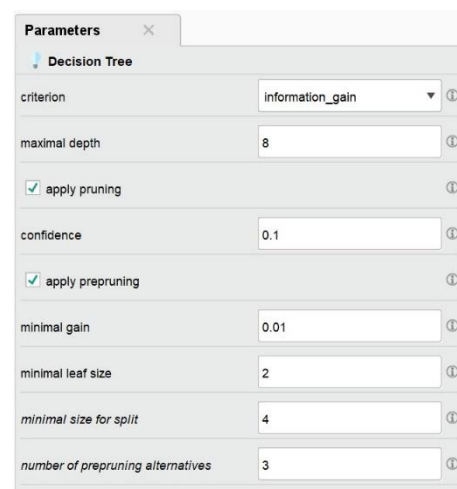 Parameters
Decision Tree
criterion information_gain
maximal depth 8
apply pruning
confidence 0.1
apply prepruning
minimal gain 0.01
minimal leaf size 2
minimal size for split 4
number of prepruning alternatives 3